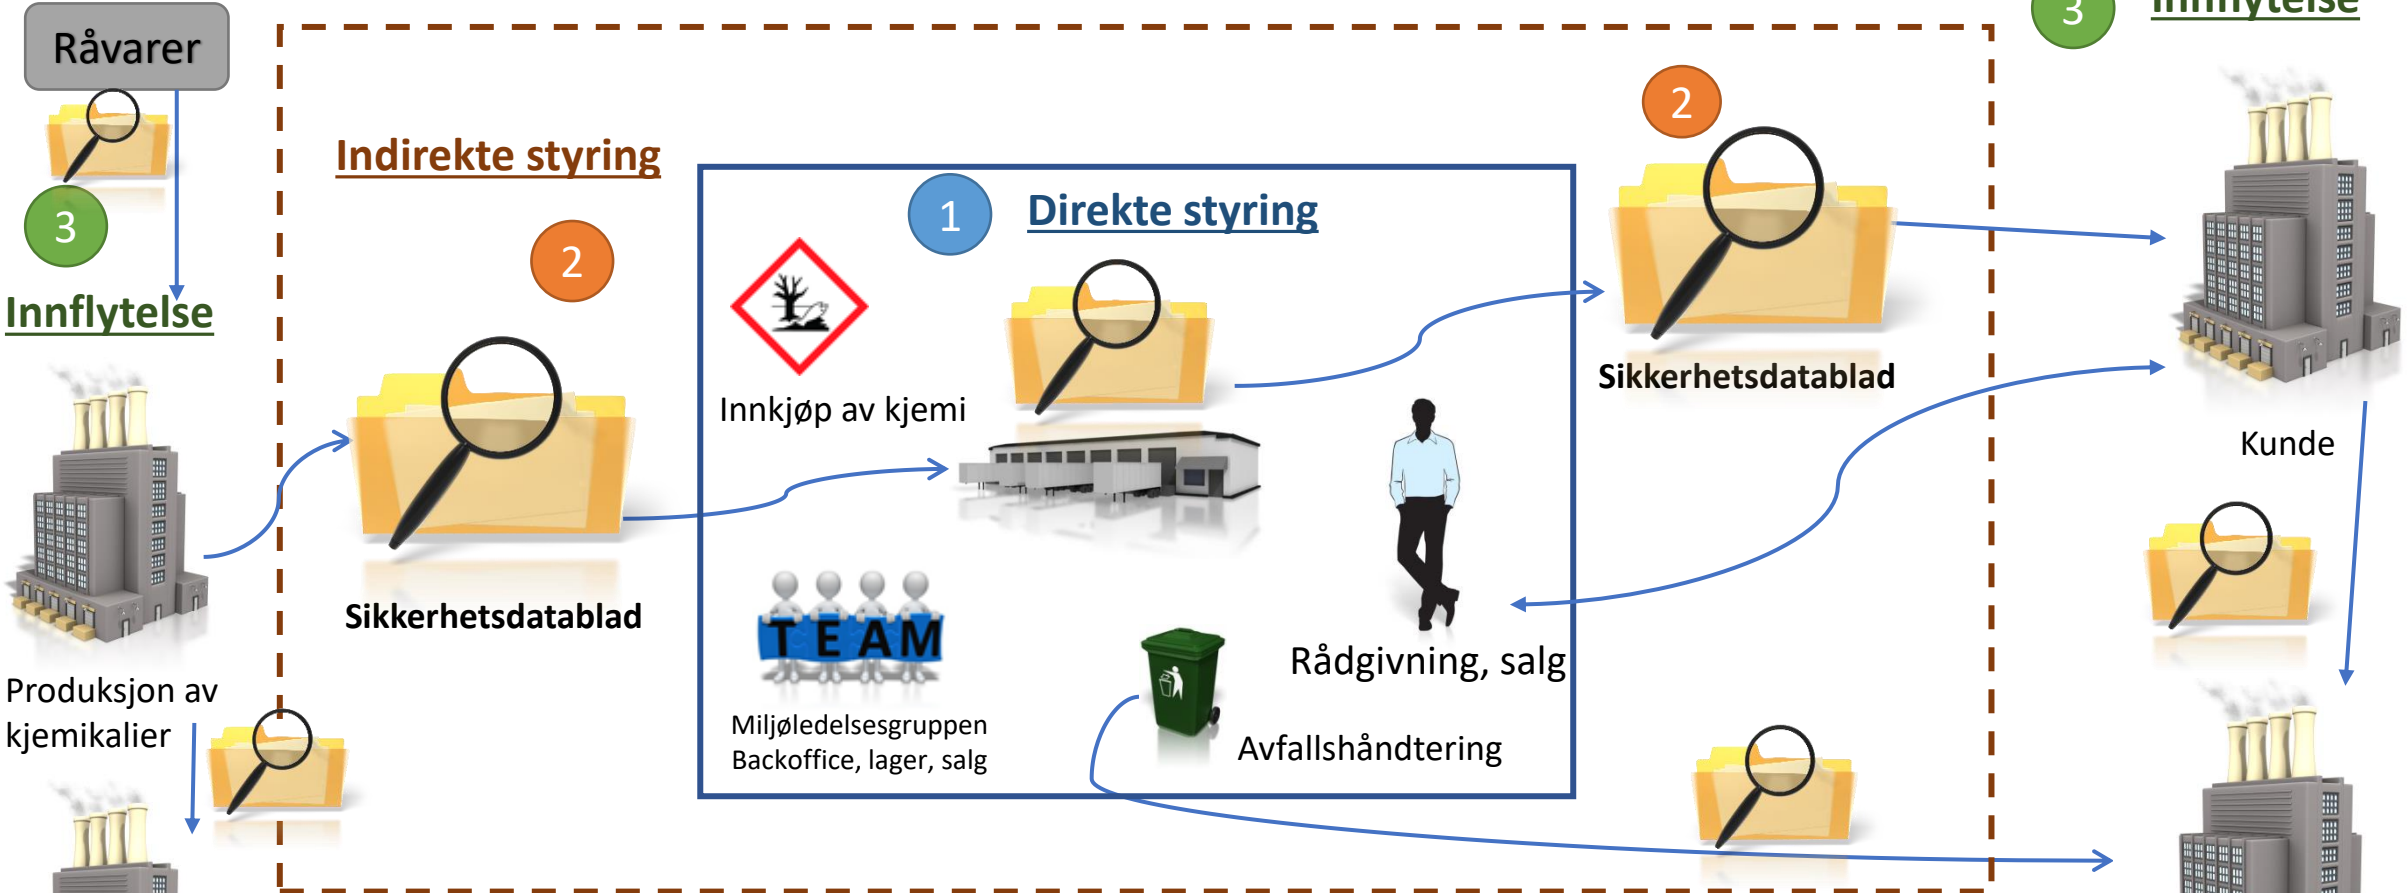 Råvarer
3
Innflytelse
Produksjon av
kjemikalier
Indirekte styring
2
Sikkerhetsdatablad
1
Direkte styring
Innkjøp av kjemi
TEAM
Miljøledelsesgruppen
Backoffice, lager, salg
Rådgivning, salg
Avfallshåndtering
2
Sikkerhetsdatablad
3
Innflytelse
Kunde